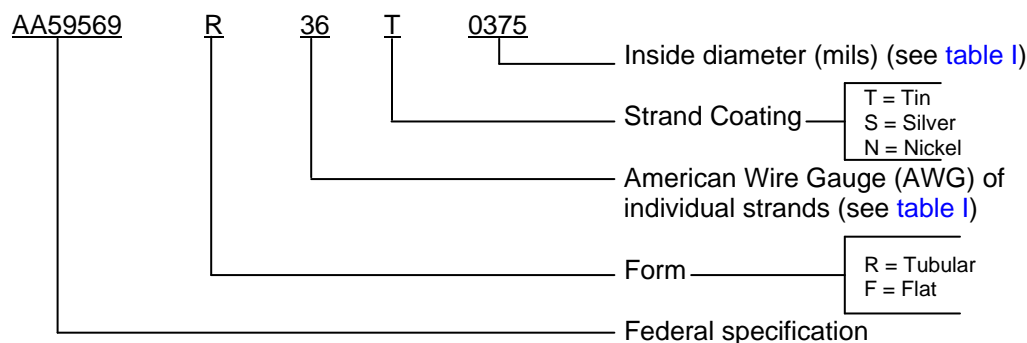 AA59569 R 36 T 0375
Inside diameter (mils) (see table I)
Strand Coating
T = Tin
S = Silver
N = Nickel
American Wire Gauge (AWG) of
individual strands (see table I)
Form
R = Tubular
F = Flat
Federal specification